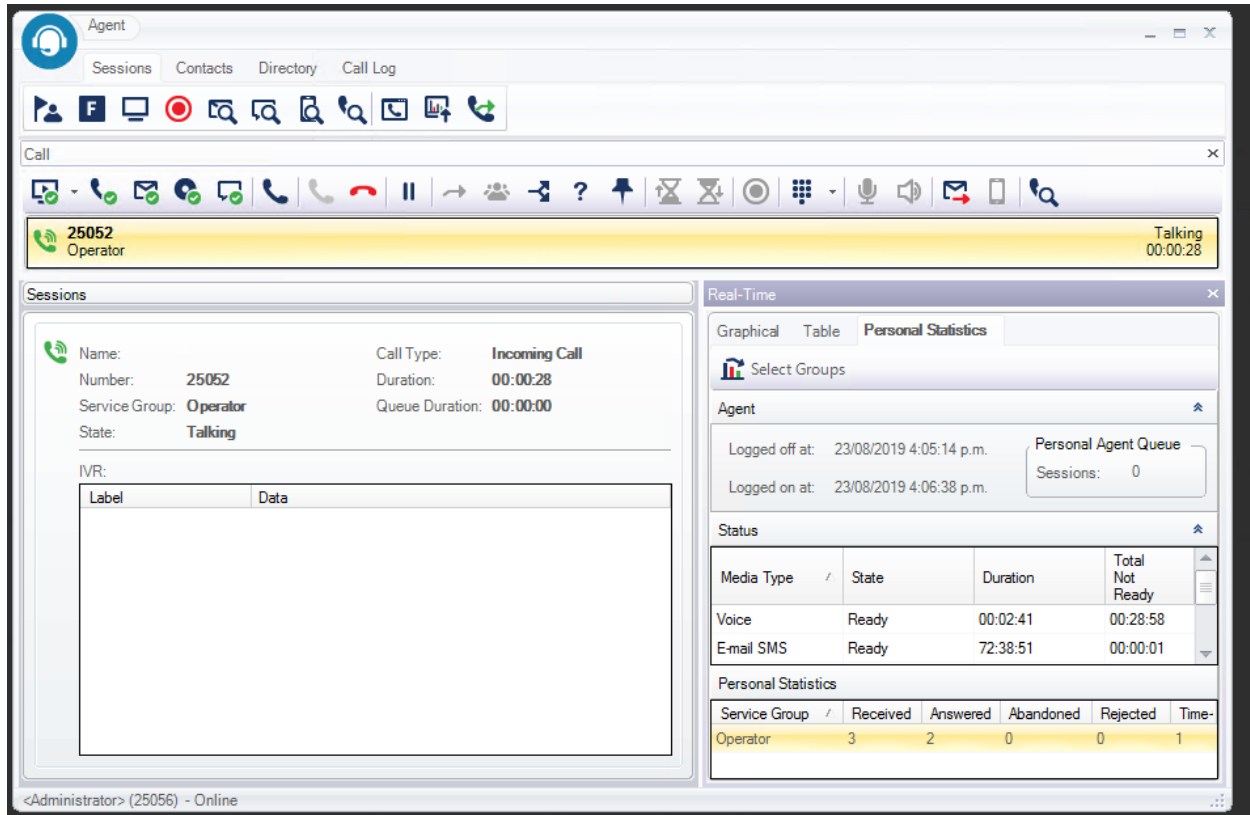 Agent
Sessions Contacts Directory Call Log
F
Call
?
25052 Talking
Operator 00:00:28
Sessions
Name: Call Type: Incoming Call
Number: 25052 Duration: 00:00:28
Service Group: Operator Queue Duration: 00:00:00
State: Talking
IVR:
Label Data
Real-Time
Graphical Table Personal Statistics
Select Groups
Agent
Logged off at: 23/08/2019 4:05:14 p.m.
Logged on at: 23/08/2019 4:06:38 p.m.
Personal Agent Queue
Sessions: 0
Status
Media Type State Duration Total Not Ready
Voice Ready 00:02:41 00:28:58
E-mail SMS Ready 72:38:51 00:00:01
Personal Statistics
Service Group Received Answered Abandoned Rejected Time-
Operator 3 2 0 0 1
<Administrator> (25056) - Online